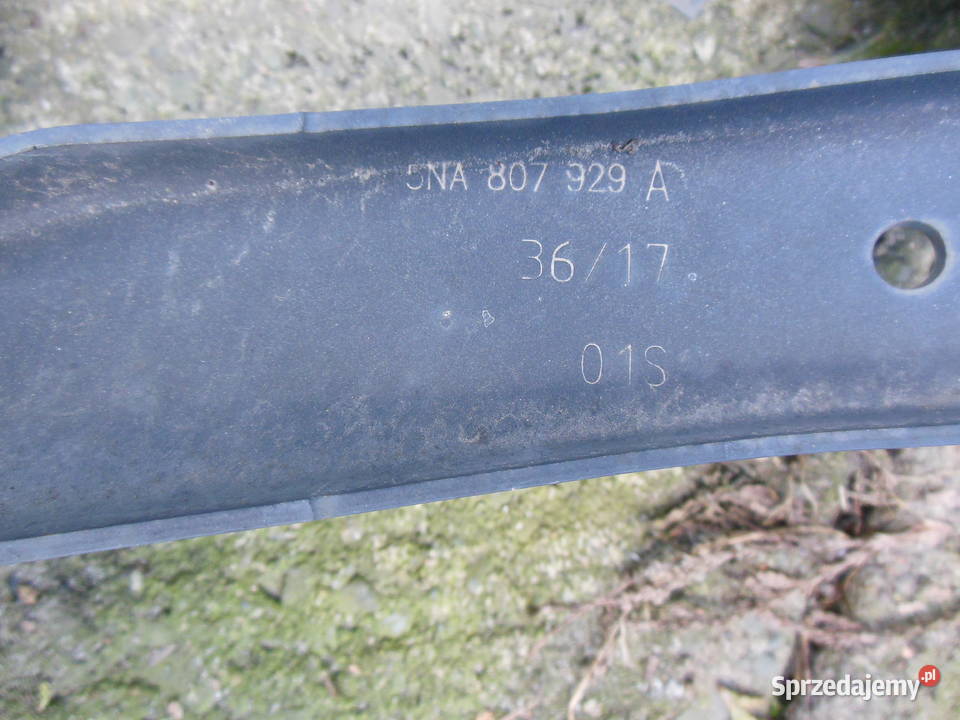 5NA 807 929 A
36/17
01S
Sprzedajemy.pl